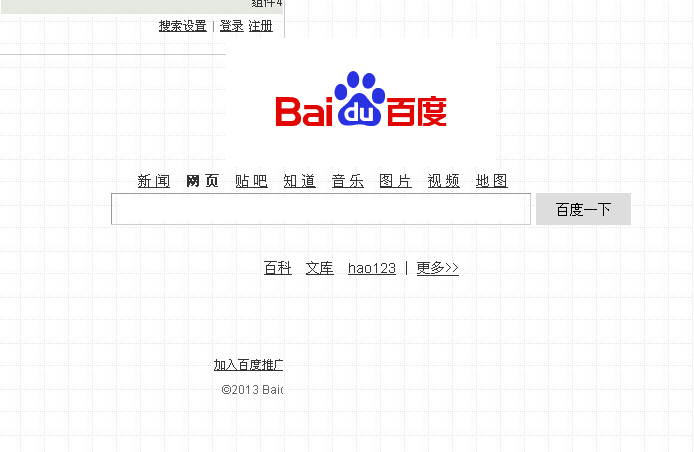 组件4
搜索设置 | 登录 注册
Bai du 百度
新闻 网页 贴吧 知道 音乐 图片 视频 地图
百度一下
百科 文库 hao123 | 更多>>
加入百度推广
©2013 Baid